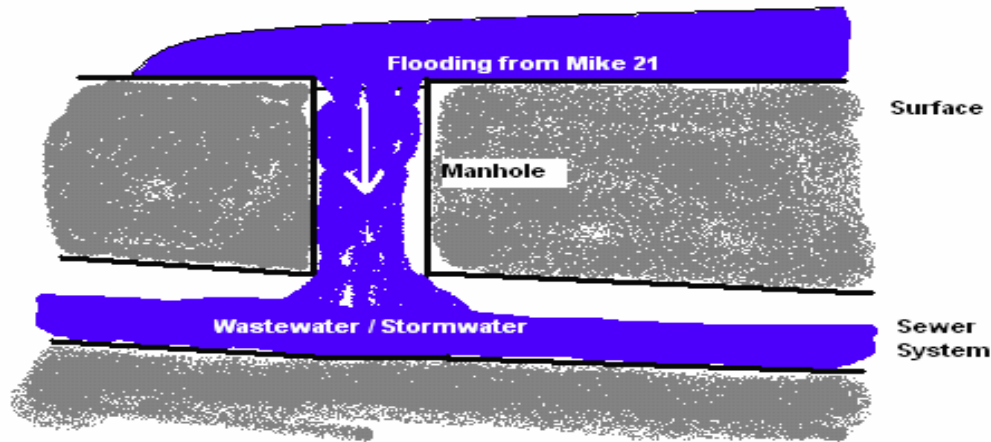 Flooding from Mike 21
Surface
Manhole
Wastewater / Stormwater
Sewer
System